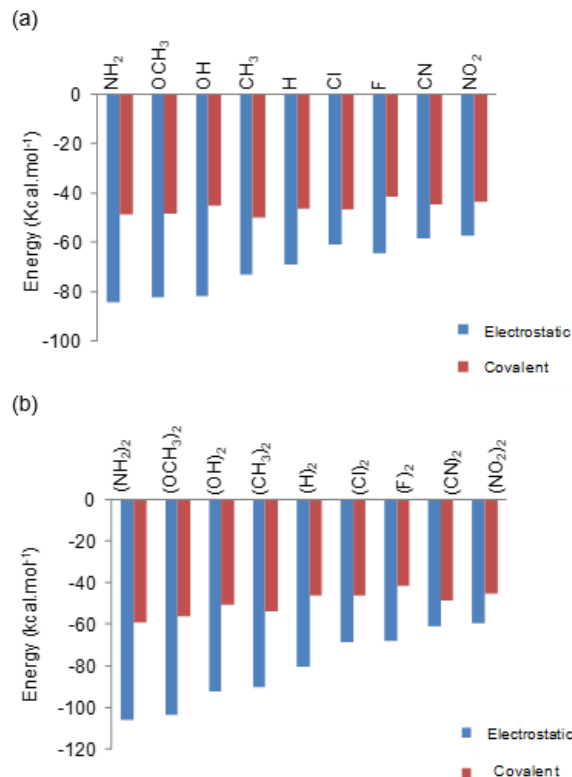 (a)
NH₂ OCH₃ OH CH₃ H Cl F CN NO₂
0
-20
-40
-60
-80
-100
Energy (Kcal.mol⁻¹)
Electrostatic
Covalent
(b)
(NH₂)₂ (OCH₃)₂ (OH)₂ (CH₃)₂ (H)₂ (Cl)₂ (F)₂ (CN)₂ (NO₂)₂
0
-20
-40
-60
-80
-100
-120
Energy (kcal.mol⁻¹)
Electrostatic
Covalent